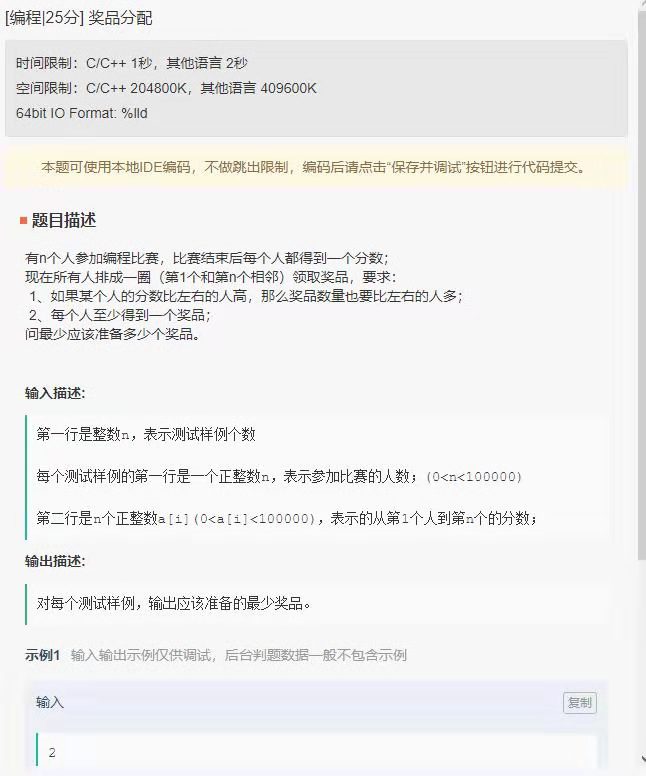 [编程|25分] 奖品分配
时间限制：C/C++ 1秒，其他语言 2秒
空间限制：C/C++ 204800K，其他语言 409600K
64bit IO Format: %lld
本题可使用本地IDE编码，不做跳出限制，编码后请点击“保存并调试”按钮进行代码提交。
题目描述
有n个人参加编程比赛，比赛结束后每个人都得到一个分数；
现在所有人排成一圈（第1个和第n个相邻）领取奖品，要求：
1、如果某个人的分数比左右的人高，那么奖品数量也要比左右的人多；
2、每个人至少得到一个奖品；
问最少应该准备多少个奖品。
输入描述:
第一行是整数n，表示测试样例个数
每个测试样例的第一行是一个正整数n，表示参加比赛的人数；(0<n<100000)
第二行是n个正整数a[i](0<a[i]<100000)，表示的从第1个人到第n个的分数；
输出描述:
对每个测试样例，输出应该准备的最少奖品。
示例1 输入输出示例仅供调试，后台判题数据一般不包含示例
输入
复制
2